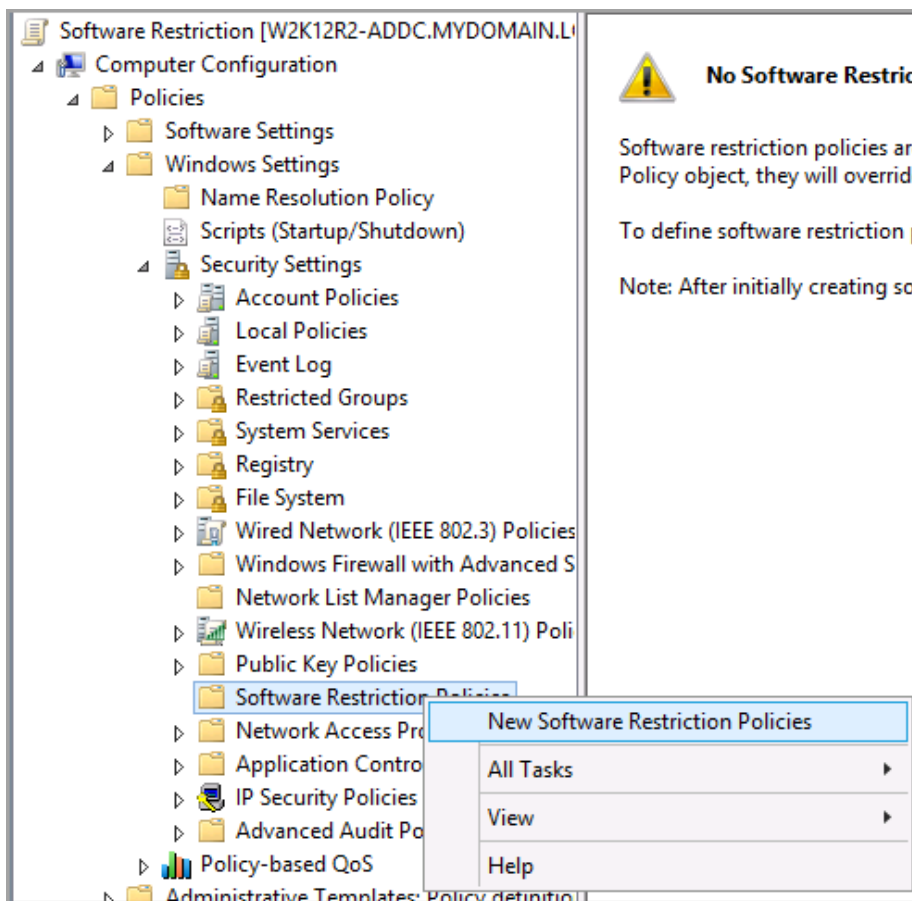 Software Restriction [W2K12R2-ADDC.MYDOMAIN.L
Computer Configuration
Policies
Software Settings
Windows Settings
Name Resolution Policy
Scripts (Startup/Shutdown)
Security Settings
Account Policies
Local Policies
Event Log
Restricted Groups
System Services
Registry
File System
Wired Network (IEEE 802.3) Policies
Windows Firewall with Advanced S
Network List Manager Policies
Wireless Network (IEEE 802.11) Poli
Public Key Policies
Software Restriction Policies
Network Access Pro
Application Contro
IP Security Policies
Advanced Audit Po
Policy-based QoS
Administrative Templates: Policy definitio
No Software Restric
Software restriction policies ar
Policy object, they will overrid
To define software restriction
Note: After initially creating so
New Software Restriction Policies
All Tasks
View
Help